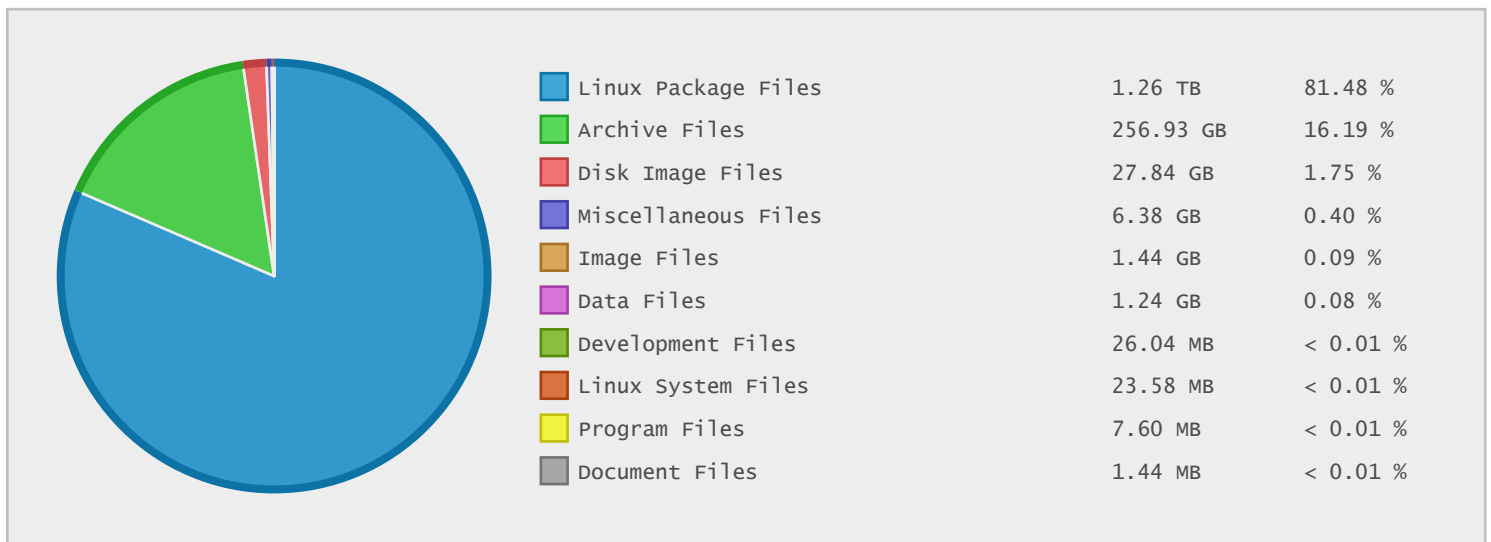 Linux Package Files 1.26 TB 81.48 %
Archive Files 256.93 GB 16.19 %
Disk Image Files 27.84 GB 1.75 %
Miscellaneous Files 6.38 GB 0.40 %
Image Files 1.44 GB 0.09 %
Data Files 1.24 GB 0.08 %
Development Files 26.04 MB < 0.01 %
Linux System Files 23.58 MB < 0.01 %
Program Files 7.60 MB < 0.01 %
Document Files 1.44 MB < 0.01 %